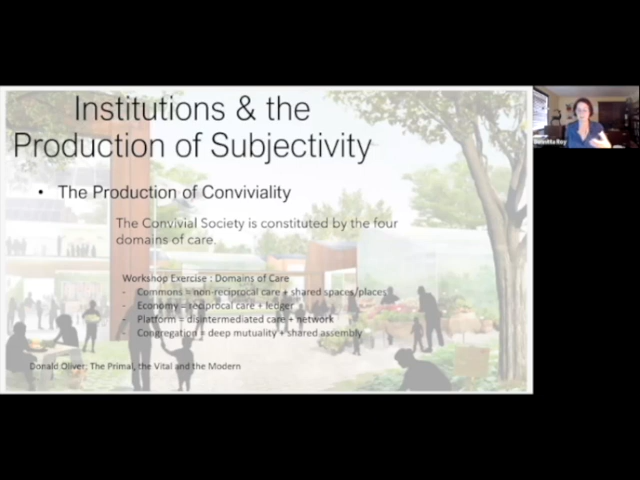 Institutions & the
Production of Subjectivity
• The Production of Conviviality
The Convivial Society is constituted by the four
domains of care.
Workshop Exercise : Domains of Care
- Commons = non-reciprocal care + shared spaces/places
- Economy = reciprocal care + ledger
- Platform = disintermediated care + network
- Congregation = deep mutuality + shared assembly
Donald Oliver; The Primal, the Vital and the Modern
Roy